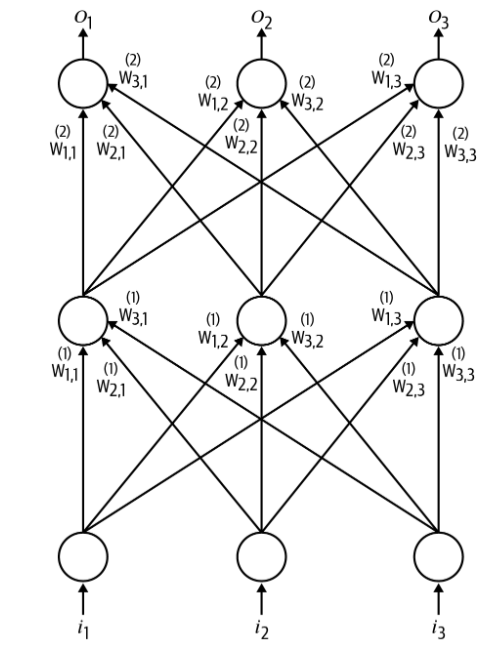 O1 O2 O3
(2) W3,1 (2) W1,2 (2) W3,2 (2) W1,3
(2) W1,1 (2) W2,1 (2) W2,2 (2) W2,3 (2) W3,3
(1) W3,1 (1) W1,2 (1) W3,2 (1) W1,3
(1) W1,1 (1) W2,1 (1) W2,2 (1) W2,3 (1) W3,3
i1 i2 i3